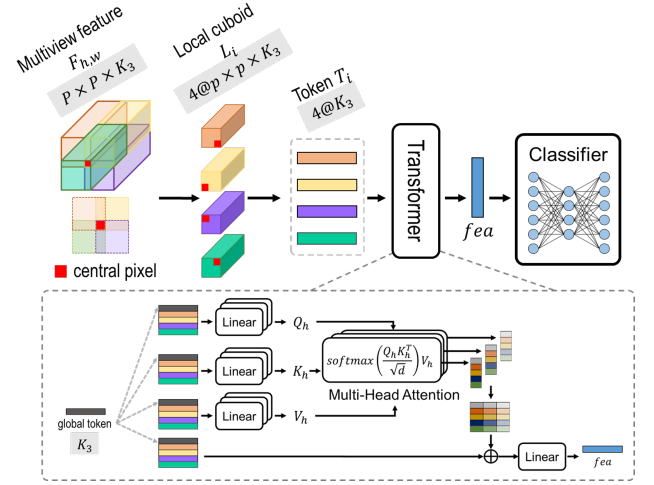 Multiview feature
F_{h,w}
P × P × K_3
Local cuboid
L_i
4@p × p × K_3
Token T_i
4@K_3
Transformer
fea
Classifier
central pixel
Linear
Q_h
Linear
K_h
Linear
V_h
softmax(Q_h K_h^T / √d) V_h
Multi-Head Attention
global token
K_3
Linear
fea